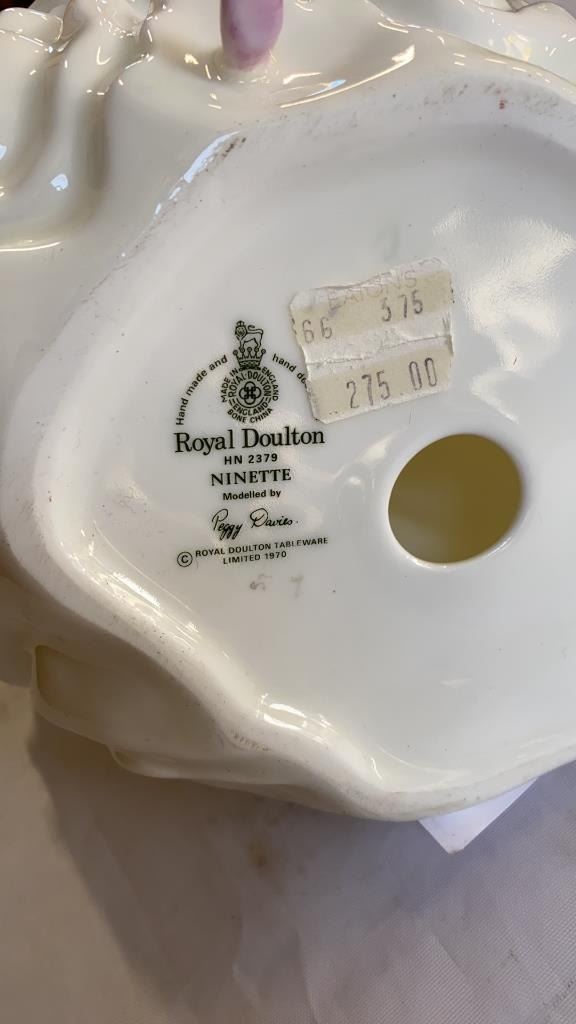 EATONS
66 375
275.00
Hand made and hand de
MADE IN ENGLAND
ROYAL·DOULTON
ENGLAND
BONE CHINA
Royal Doulton
HN 2379
NINETTE
Modelled by
Peggy Davies.
© ROYAL DOULTON TABLEWARE
LIMITED 1970